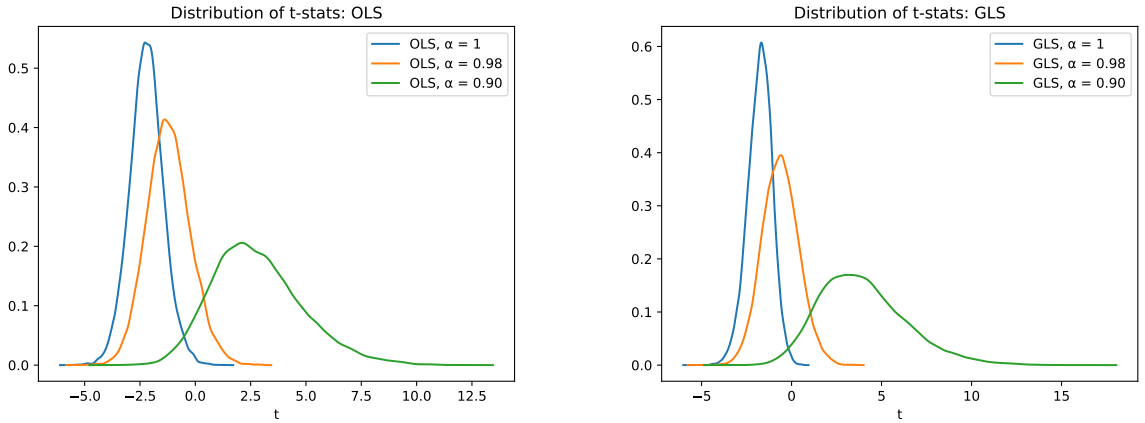 Distribution of t-stats: OLS
OLS, α = 1
OLS, α = 0.98
OLS, α = 0.90
0.5
0.4
0.3
0.2
0.1
0.0
−5.0 −2.5 0.0 2.5 5.0 7.5 10.0 12.5
t
Distribution of t-stats: GLS
GLS, α = 1
GLS, α = 0.98
GLS, α = 0.90
0.6
0.5
0.4
0.3
0.2
0.1
0.0
−5 0 5 10 15
t